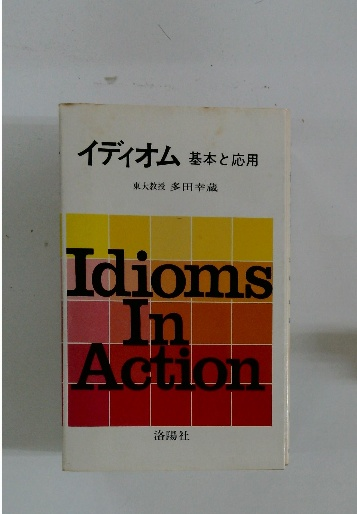 イディオム 基本と応用
東大教授 多田幸蔵
Idioms
In
Action
洛陽社